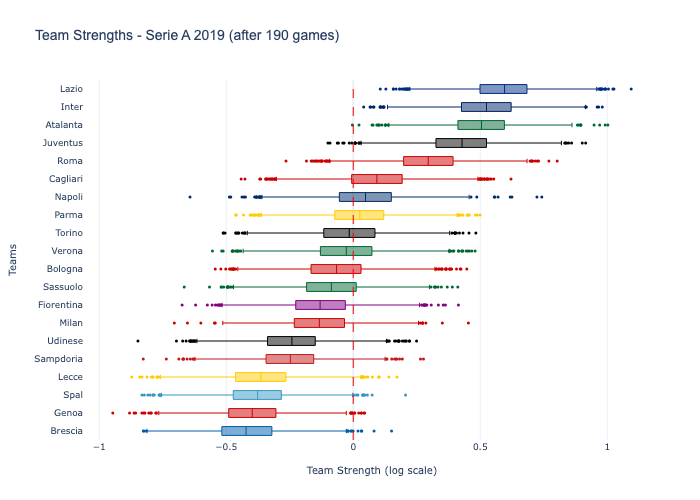 Team Strengths - Serie A 2019 (after 190 games)
Lazio
Inter
Atalanta
Juventus
Roma
Cagliari
Napoli
Parma
Torino
Verona
Bologna
Sassuolo
Fiorentina
Milan
Udinese
Sampdoria
Lecce
Spal
Genoa
Brescia
Teams
−1 −0.5 0 0.5 1
Team Strength (log scale)